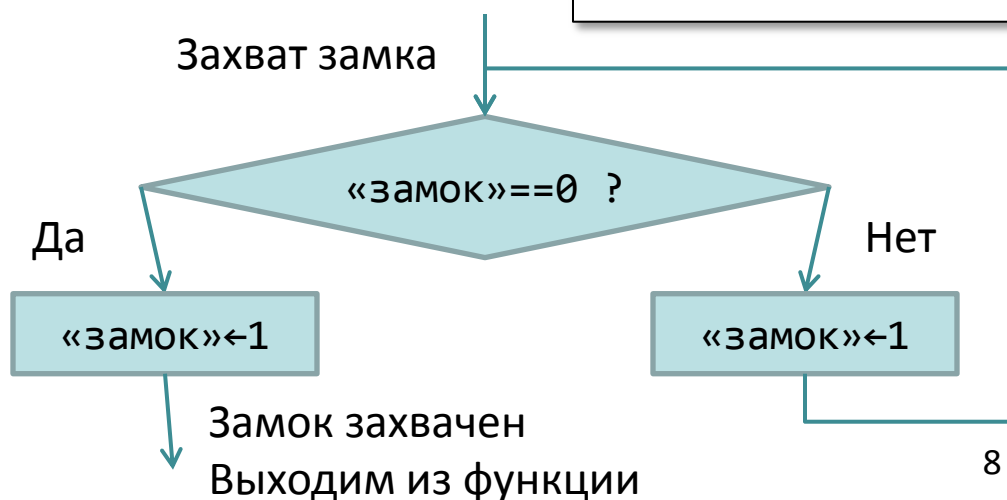 Захват замка
«замок»==0 ?
Да
Нет
«замок»←1
«замок»←1
Замок захвачен
Выходим из функции
8